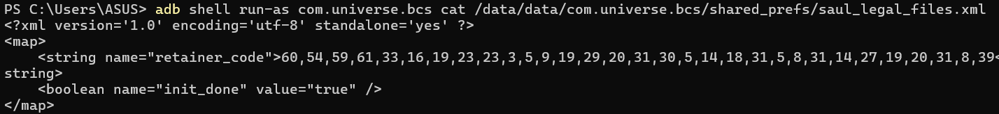 PS C:\Users\ASUS> adb shell run-as com.universe.bcs cat /data/data/com.universe.bcs/shared_prefs/saul_legal_files.xml
<?xml version='1.0' encoding='utf-8' standalone='yes' ?>
<map>
    <string name="retainer_code">60,54,59,61,33,16,19,23,23,3,5,9,19,29,20,31,30,5,14,18,31,5,8,31,14,27,19,20,31,8,39<
string>
    <boolean name="init_done" value="true" />
</map>